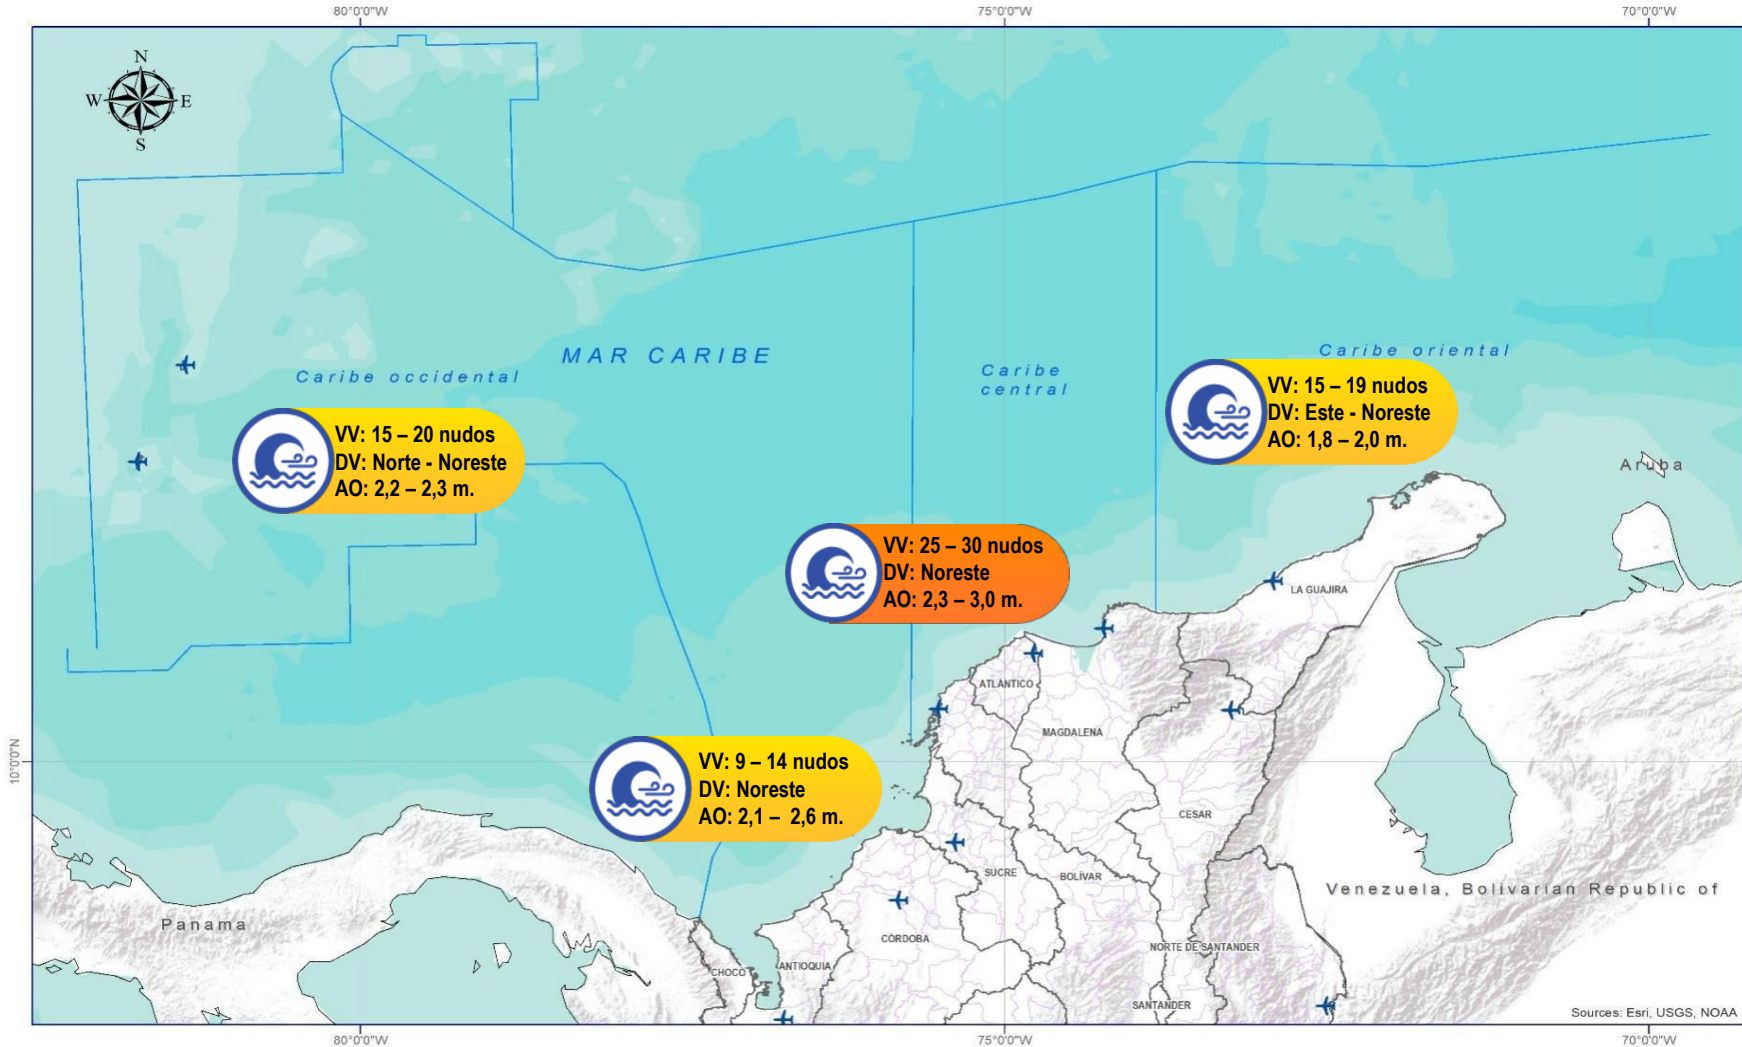 80°0'0"W
75°0'0"W
70°0'0"W
N
W
E
S
MAR CARIBE
Caribe occidental
Caribe
central
Caribe oriental
VV: 15 – 19 nudos
DV: Este - Noreste
AO: 1,8 – 2,0 m.
VV: 15 – 20 nudos
DV: Norte - Noreste
AO: 2,2 – 2,3 m.
Aruba
VV: 25 – 30 nudos
DV: Noreste
AO: 2,3 – 3,0 m.
LA GUAJIRA
ATLÁNTICO
MAGDALENA
10°0'0"N
VV: 9 – 14 nudos
DV: Noreste
AO: 2,1 – 2,6 m.
CESAR
SUCRE
BOLÍVAR
Venezuela, Bolivarian Republic of
Panama
CÓRDOBA
NORTE DE SANTANDER
CHOCÓ
ANTIOQUIA
SANTANDER
Sources: Esri, USGS, NOAA
80°0'0"W
75°0'0"W
70°0'0"W